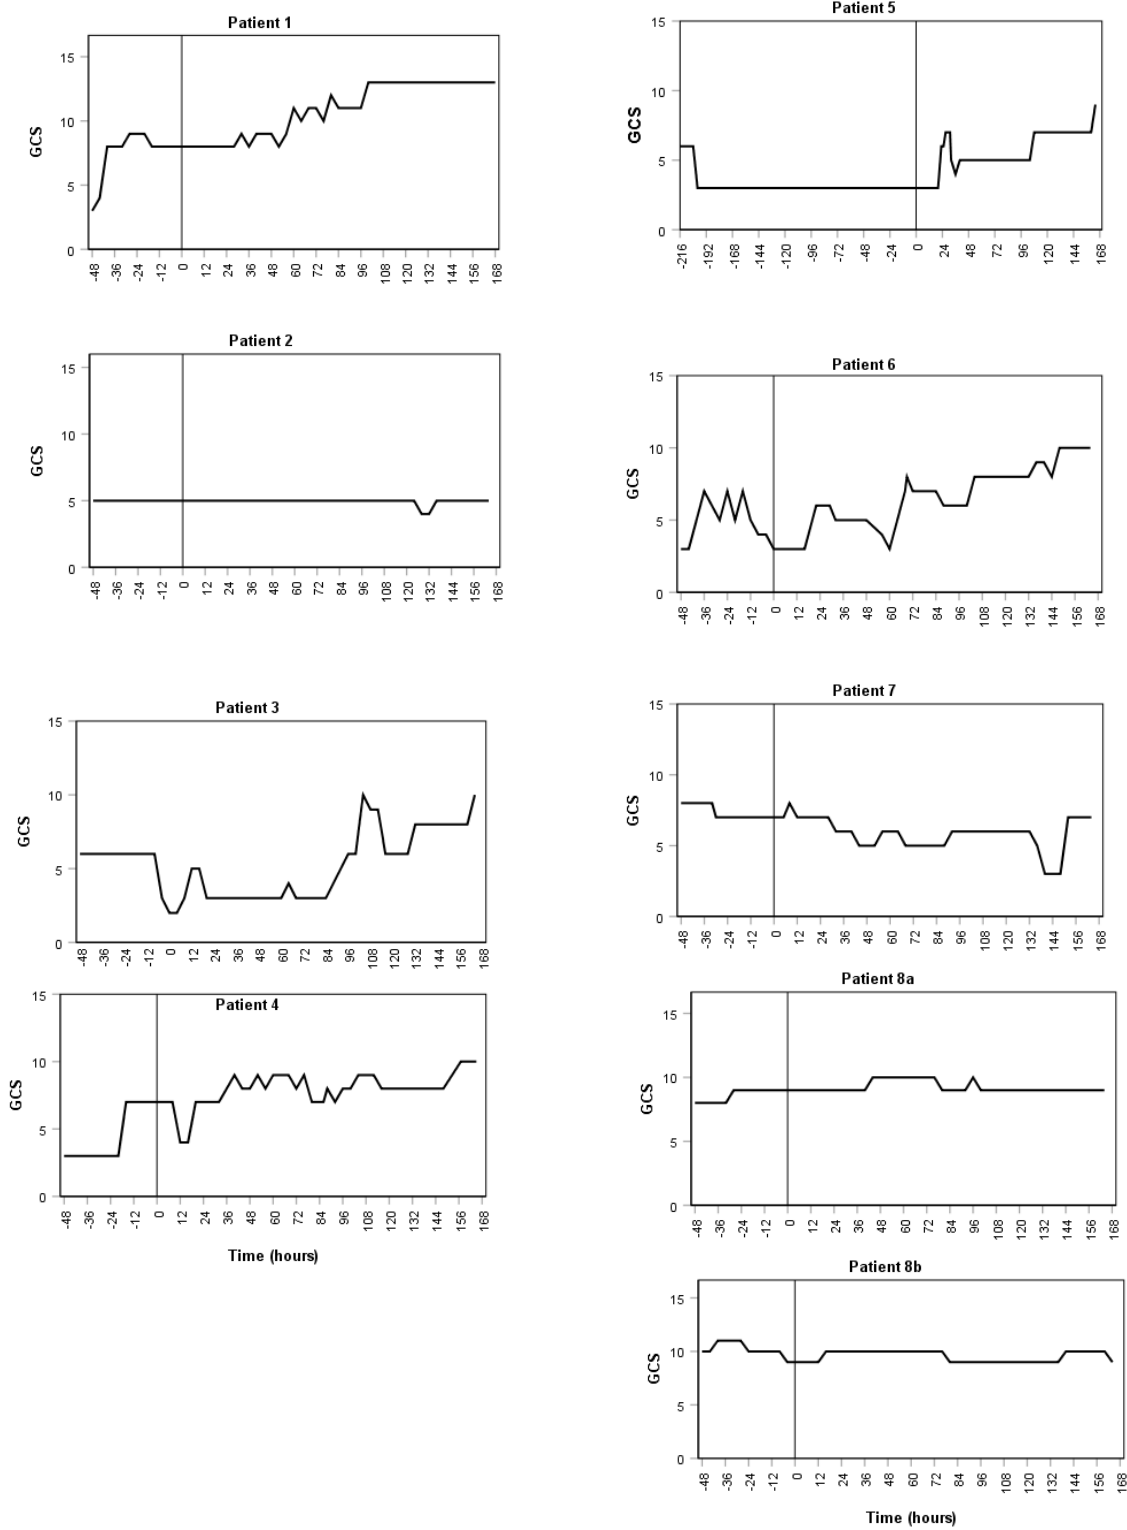 Patient 1
GCS
15
10
5
0
-48 -36 -24 -12 0 12 24 36 48 60 72 84 96 108 120 132 144 156 168
Patient 2
GCS
15
10
5
0
-48 -36 -24 -12 0 12 24 36 48 60 72 84 96 108 120 132 144 156 168
Patient 3
GCS
15
10
5
0
-48 -36 -24 -12 0 12 24 36 48 60 72 84 96 108 120 132 144 156 168
Patient 4
GCS
15
10
5
0
-48 -36 -24 -12 0 12 24 36 48 60 72 84 96 108 120 132 144 156 168
Time (hours)
Patient 5
GCS
15
10
5
0
-216 -192 -168 -144 -120 -96 -72 -48 -24 0 24 48 72 96 120 144 168
Patient 6
GCS
15
10
5
0
-48 -36 -24 -12 0 12 24 36 48 60 72 84 96 108 120 132 144 156 168
Patient 7
GCS
15
10
5
0
-48 -36 -24 -12 0 12 24 36 48 60 72 84 96 108 120 132 144 156 168
Patient 8a
GCS
15
10
5
0
-48 -36 -24 -12 0 12 24 36 48 60 72 84 96 108 120 132 144 156 168
Patient 8b
GCS
15
10
5
0
-48 -36 -24 -12 0 12 24 36 48 60 72 84 96 108 120 132 144 156 168
Time (hours)